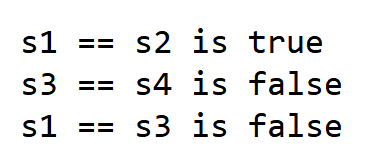 s1 == s2 is true
s3 == s4 is false
s1 == s3 is false